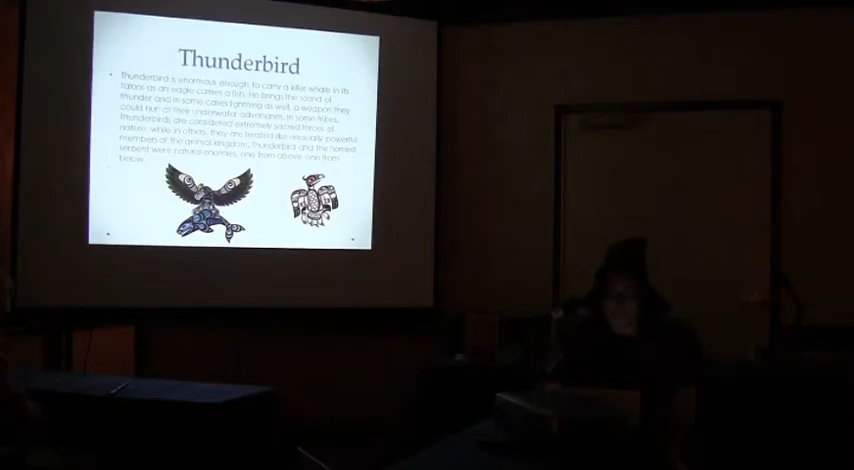 Thunderbird
Thunderbird is enormous enough to carry a killer whale in its
talons as an eagle carries a fish. He brings the sound of
thunder and in some cases lightning as well, a weapon they
could hurl at their underwater adversaries. In some tribes,
Thunderbirds are considered extremely sacred forces of
nature, while in others, they are treated like unusually powerful
members of the animal kingdom. Thunderbird and the horned
serpent were natural enemies, one from above, one from
below.